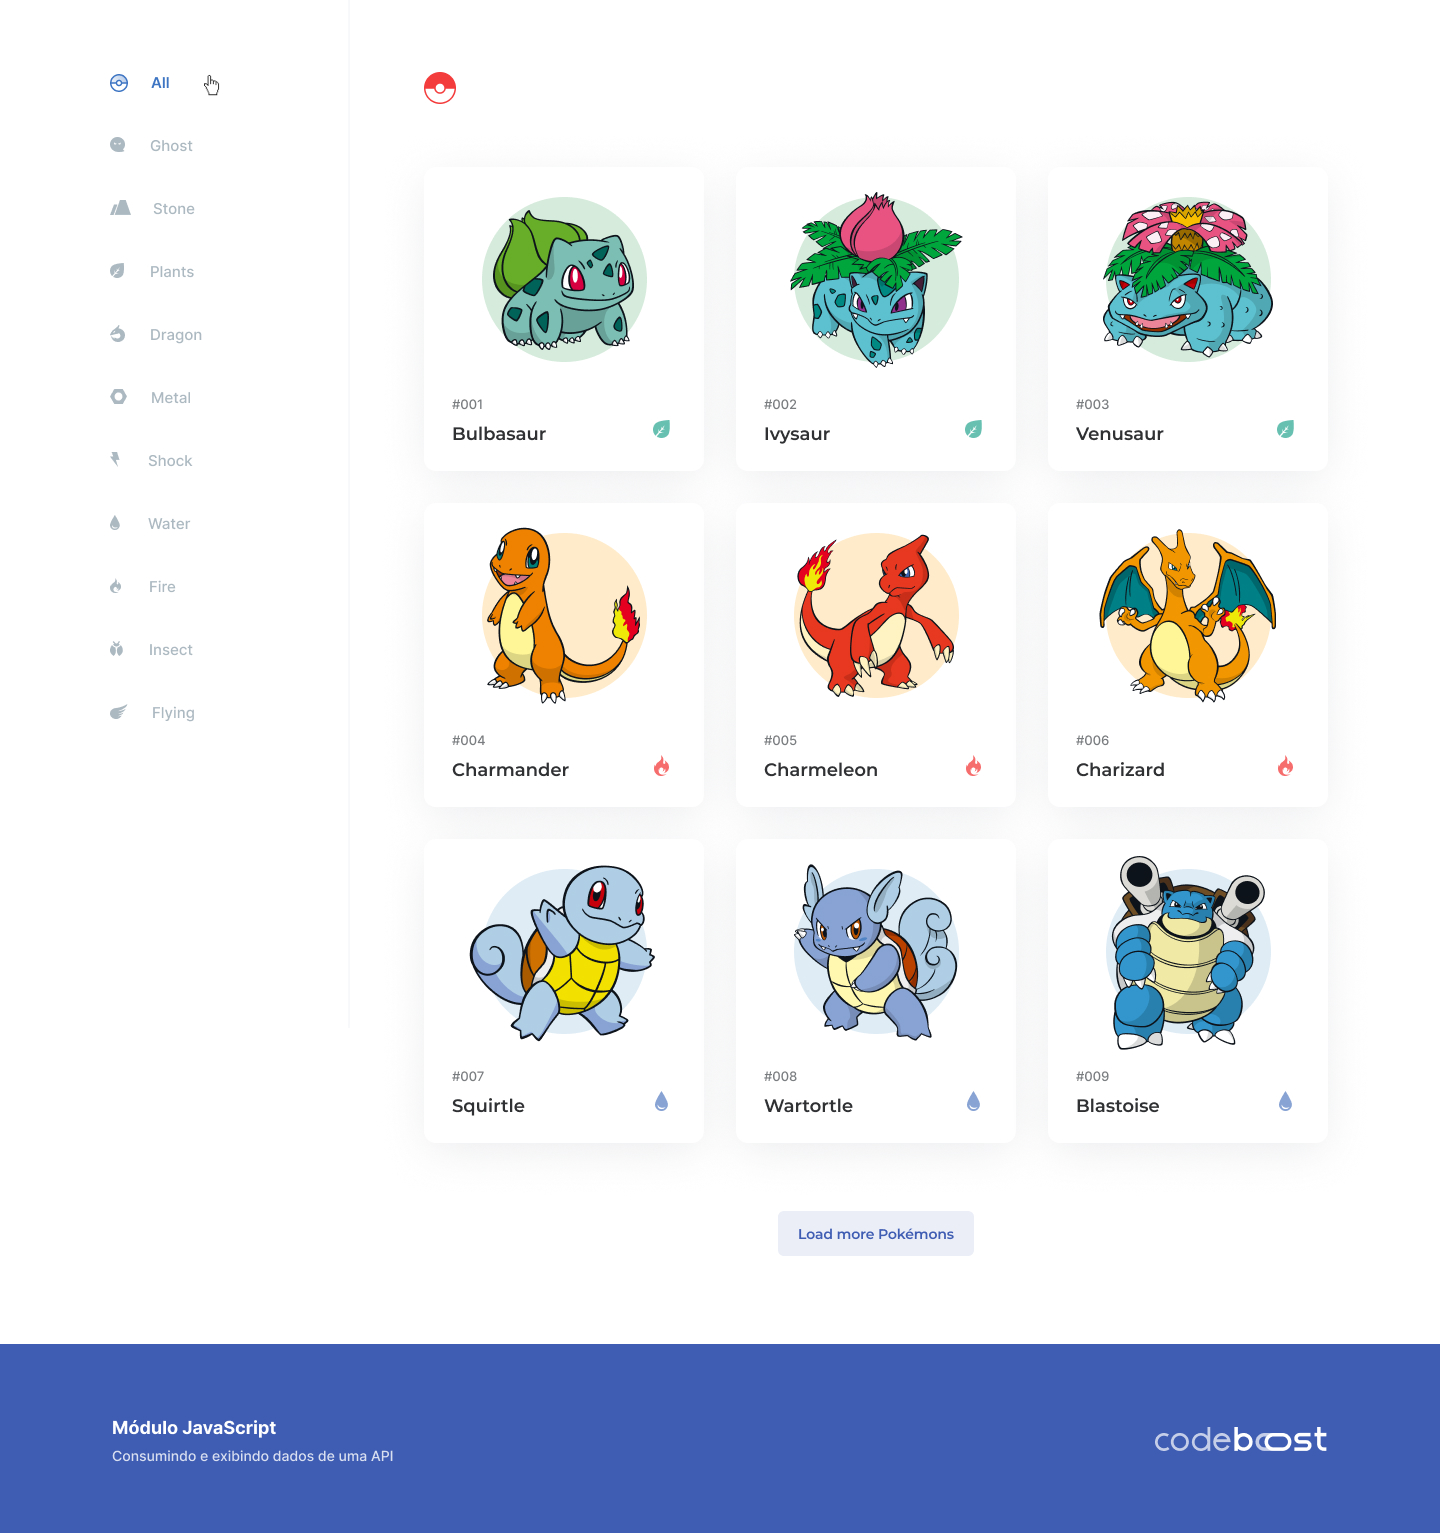 All
Ghost
Stone
Plants
Dragon
Metal
Shock
Water
Fire
Insect
Flying
#001
Bulbasaur
#002
Ivysaur
#003
Venusaur
#004
Charmander
#005
Charmeleon
#006
Charizard
#007
Squirtle
#008
Wartortle
#009
Blastoise
Load more Pokémons
Módulo JavaScript
Consumindo e exibindo dados de uma API
codeboost